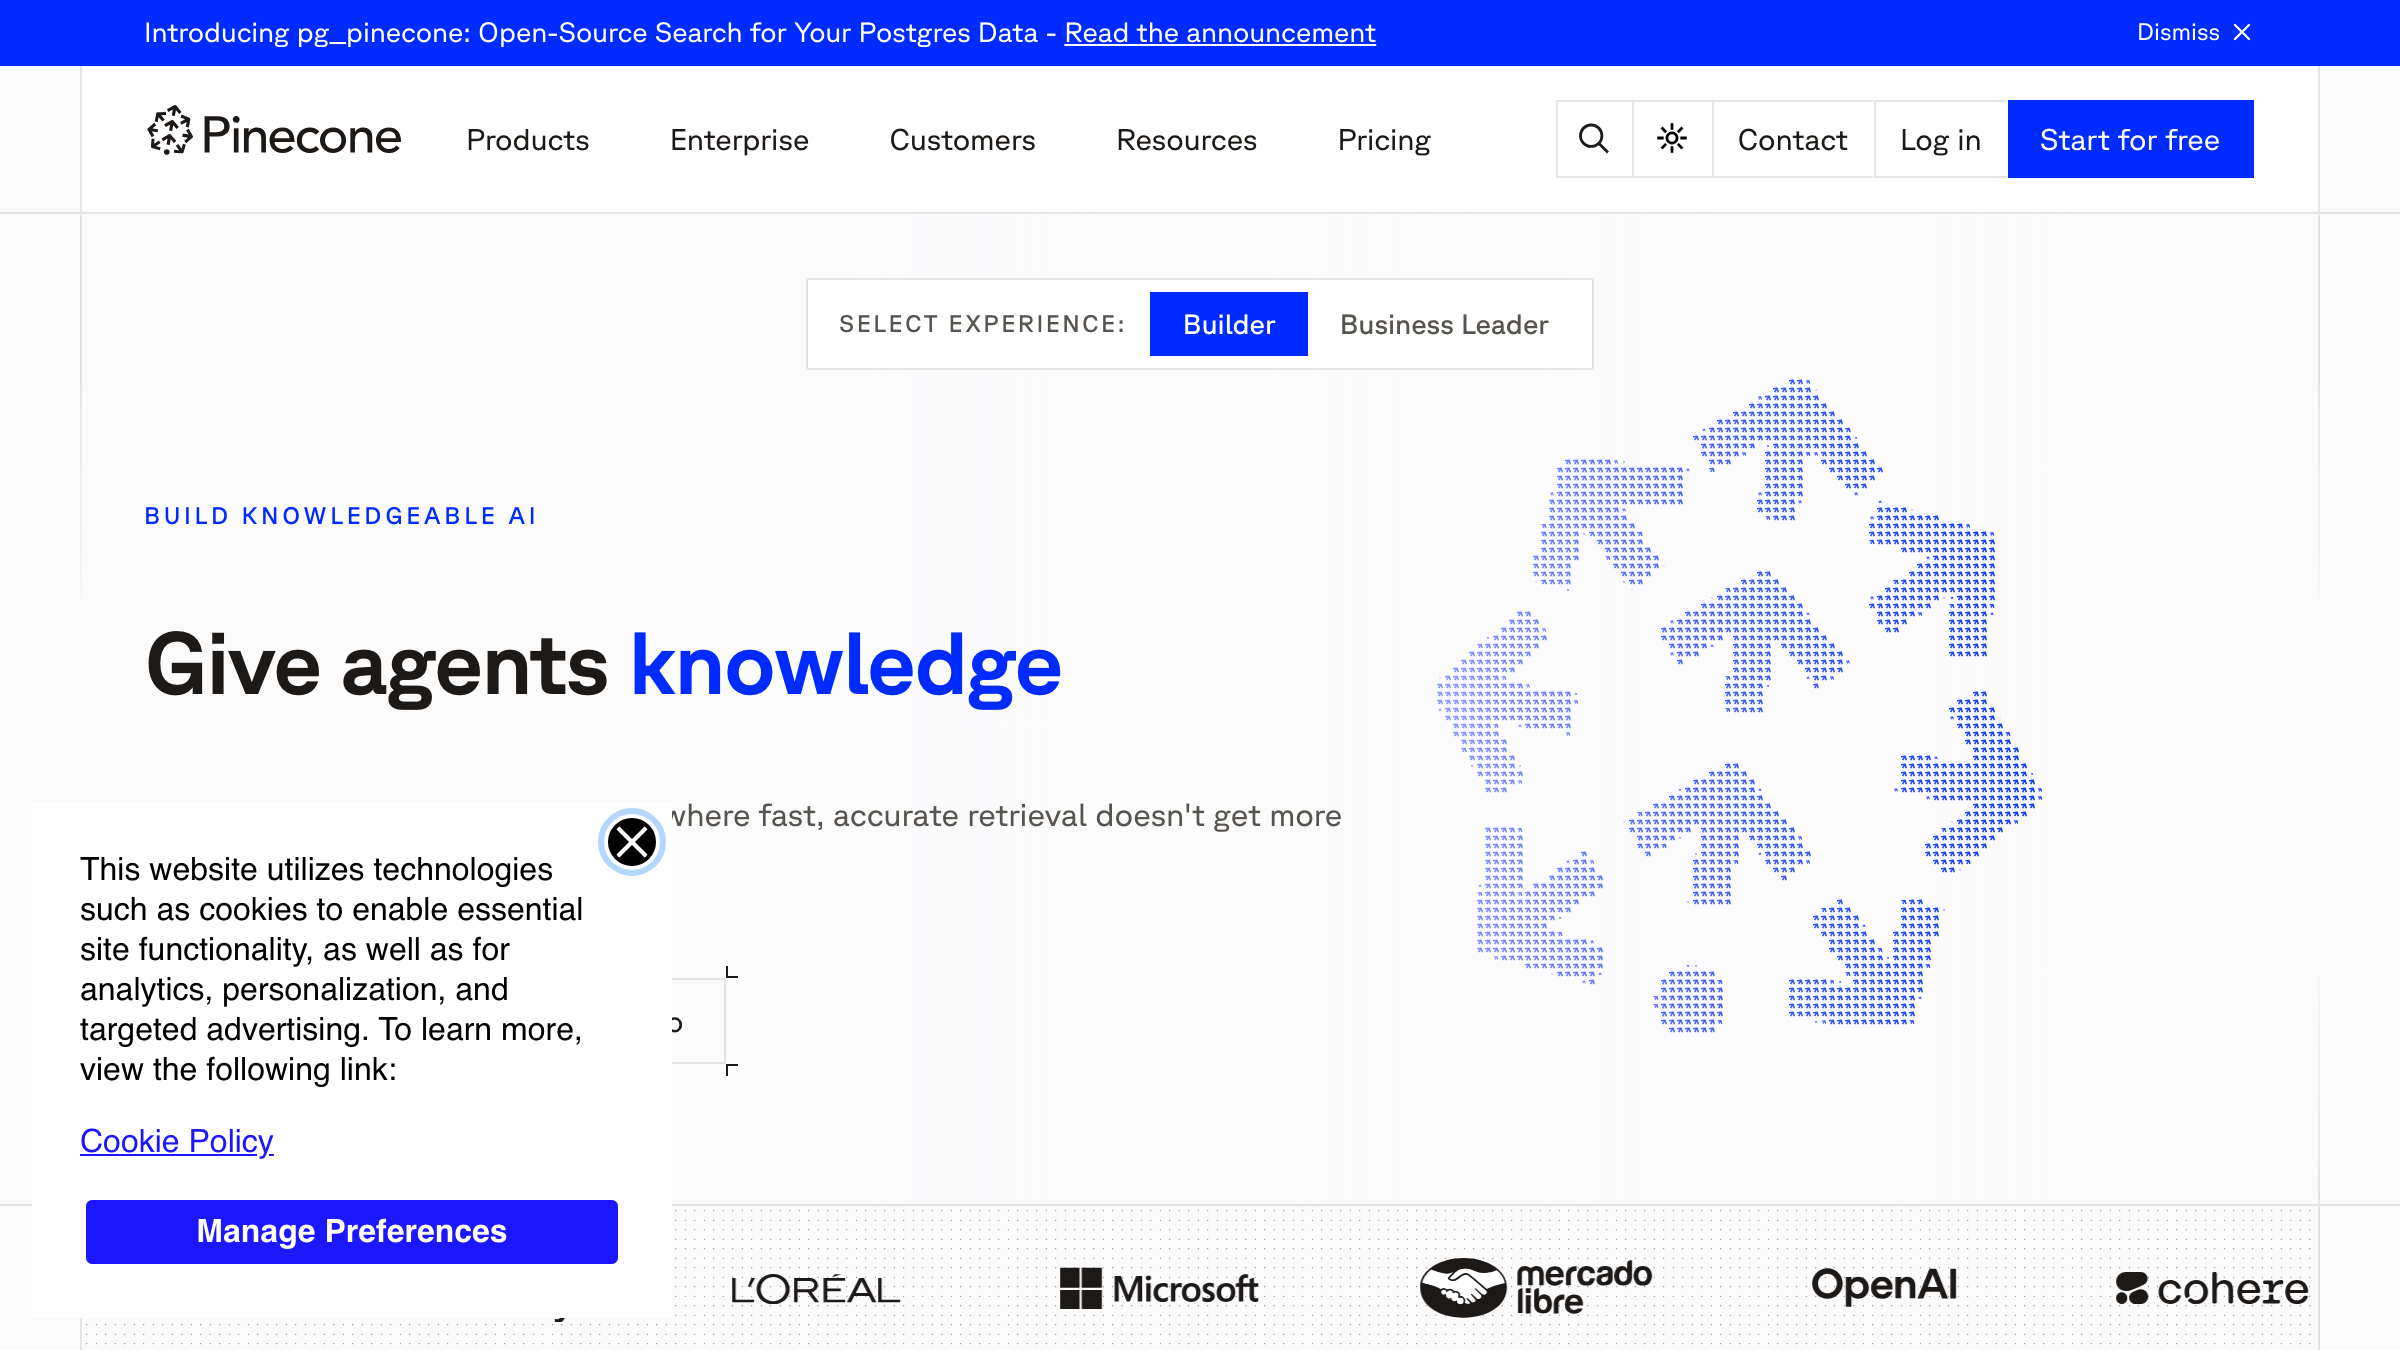 Introducing pg_pinecone: Open-Source Search for Your Postgres Data - Read the announcement
Dismiss
Pinecone
Products
Enterprise
Customers
Resources
Pricing
Contact
Log in
Start for free
SELECT EXPERIENCE:
Builder
Business Leader
BUILD KNOWLEDGEABLE AI
Give agents knowledge
where fast, accurate retrieval doesn't get more
This website utilizes technologies
such as cookies to enable essential
site functionality, as well as for
analytics, personalization, and
targeted advertising. To learn more,
view the following link:
Cookie Policy
Manage Preferences
L'ORÉAL
Microsoft
mercado
libre
OpenAI
cohere